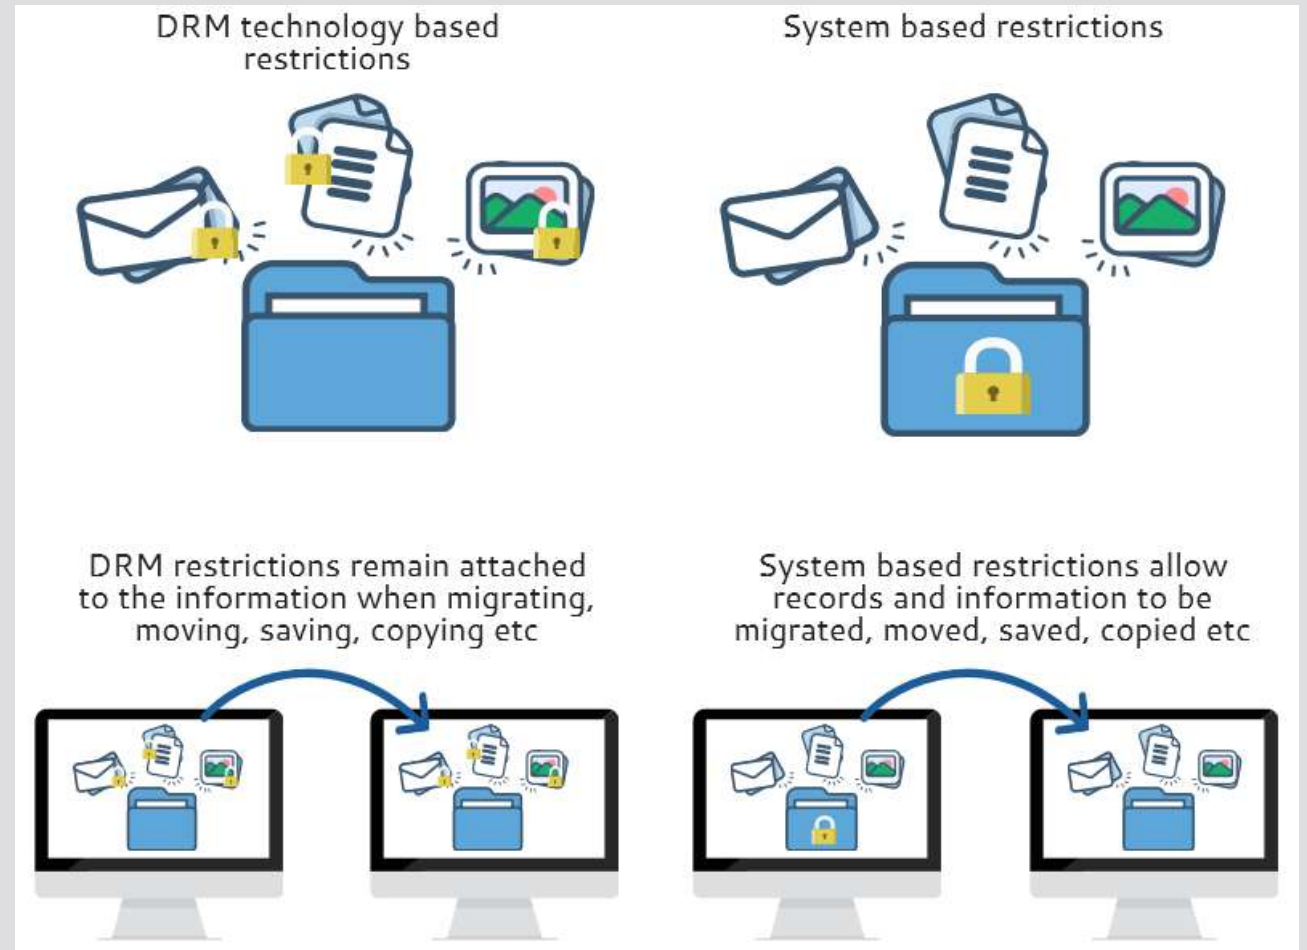 DRM technology based
restrictions
System based restrictions
DRM restrictions remain attached
to the information when migrating,
moving, saving, copying etc
System based restrictions allow
records and information to be
migrated, moved, saved, copied etc